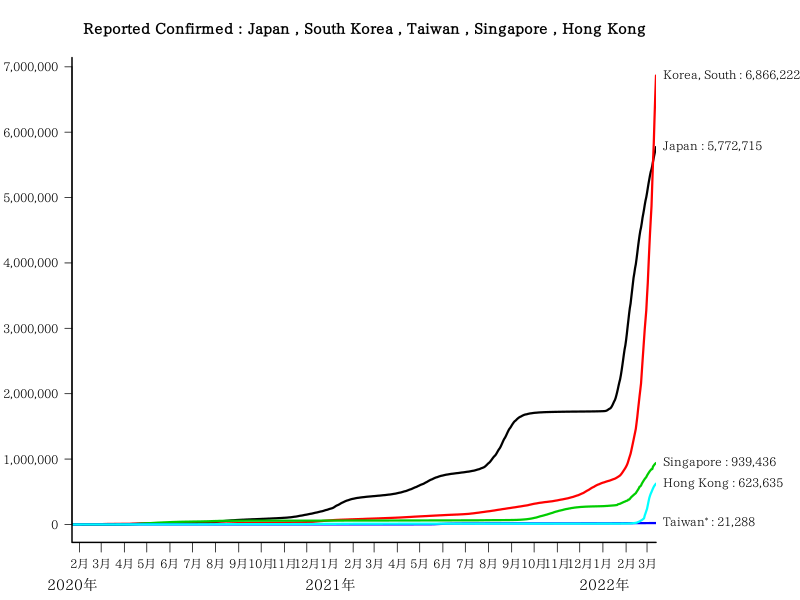 Reported Confirmed : Japan , South Korea , Taiwan , Singapore , Hong Kong
7,000,000
6,000,000
5,000,000
4,000,000
3,000,000
2,000,000
1,000,000
0
Korea, South : 6,866,222
Japan : 5,772,715
Singapore : 939,436
Hong Kong : 623,635
Taiwan* : 21,288
2月 3月 4月 5月 6月 7月 8月 9月 10月 11月 12月 1月 2月 3月 4月 5月 6月 7月 8月 9月 10月 11月 12月 1月 2月 3月
2020年 2021年 2022年